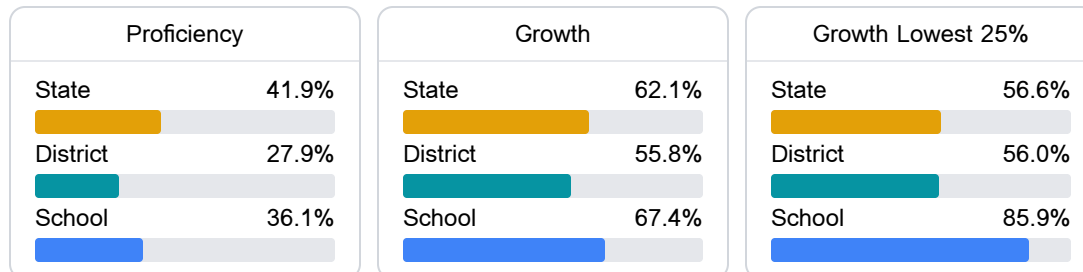 Proficiency
State 41.9%
District 27.9%
School 36.1%
Growth
State 62.1%
District 55.8%
School 67.4%
Growth Lowest 25%
State 56.6%
District 56.0%
School 85.9%